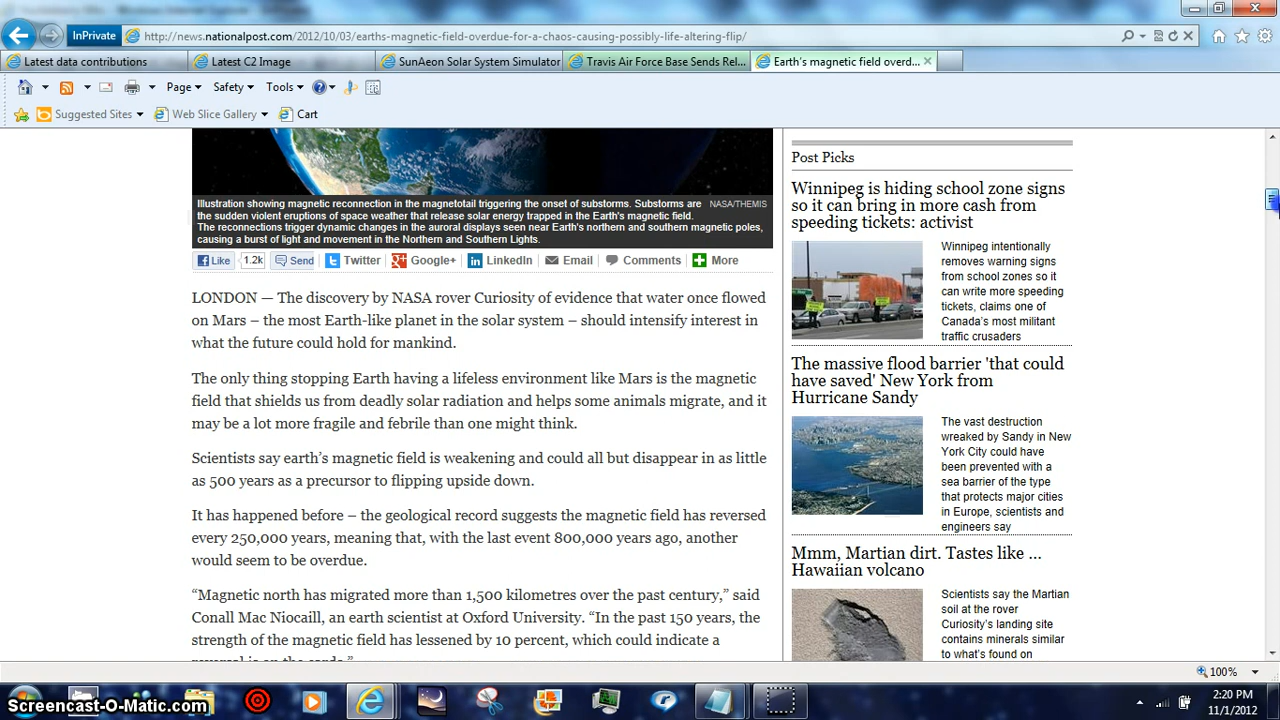 InPrivate
http://news.nationalpost.com/2012/10/03/earths-magnetic-field-overdue-for-a-chaos-causing-possibly-life-altering-flip/
Latest data contributions
Latest C2 Image
SunAeon Solar System Simulator
Travis Air Force Base Sends Rel...
Earth's magnetic field overd...
Page
Safety
Tools
Suggested Sites
Web Slice Gallery
Cart
Illustration showing magnetic reconnection in the magnetotail triggering the onset of substorms. Substorms are
NASA/THEMIS
the sudden violent eruptions of space weather that release solar energy trapped in the Earth's magnetic field.
The reconnections trigger dynamic changes in the auroral displays seen near Earth's northern and southern magnetic poles,
causing a burst of light and movement in the Northern and Southern Lights.
Like
1.2k
Send
Twitter
Google+
LinkedIn
Email
Comments
More
LONDON — The discovery by NASA rover Curiosity of evidence that water once flowed
on Mars – the most Earth-like planet in the solar system – should intensify interest in
what the future could hold for mankind.
The only thing stopping Earth having a lifeless environment like Mars is the magnetic
field that shields us from deadly solar radiation and helps some animals migrate, and it
may be a lot more fragile and febrile than one might think.
Scientists say earth's magnetic field is weakening and could all but disappear in as little
as 500 years as a precursor to flipping upside down.
It has happened before – the geological record suggests the magnetic field has reversed
every 250,000 years, meaning that, with the last event 800,000 years ago, another
would seem to be overdue.
“Magnetic north has migrated more than 1,500 kilometres over the past century,” said
Conall Mac Niocaill, an earth scientist at Oxford University. “In the past 150 years, the
strength of the magnetic field has lessened by 10 percent, which could indicate a
reversal is on the cards.”
Post Picks
Winnipeg is hiding school zone signs
so it can bring in more cash from
speeding tickets: activist
Winnipeg intentionally
removes warning signs
from school zones so it
can write more speeding
tickets, claims one of
Canada's most militant
traffic crusaders
The massive flood barrier 'that could
have saved' New York from
Hurricane Sandy
The vast destruction
wreaked by Sandy in New
York City could have
been prevented with a
sea barrier of the type
that protects major cities
in Europe, scientists and
engineers say
Mmm, Martian dirt. Tastes like ...
Hawaiian volcano
Scientists say the Martian
soil at the rover
Curiosity's landing site
contains minerals similar
to what's found on
100%
Screencast-O-Matic.com
2:20 PM
11/1/2012